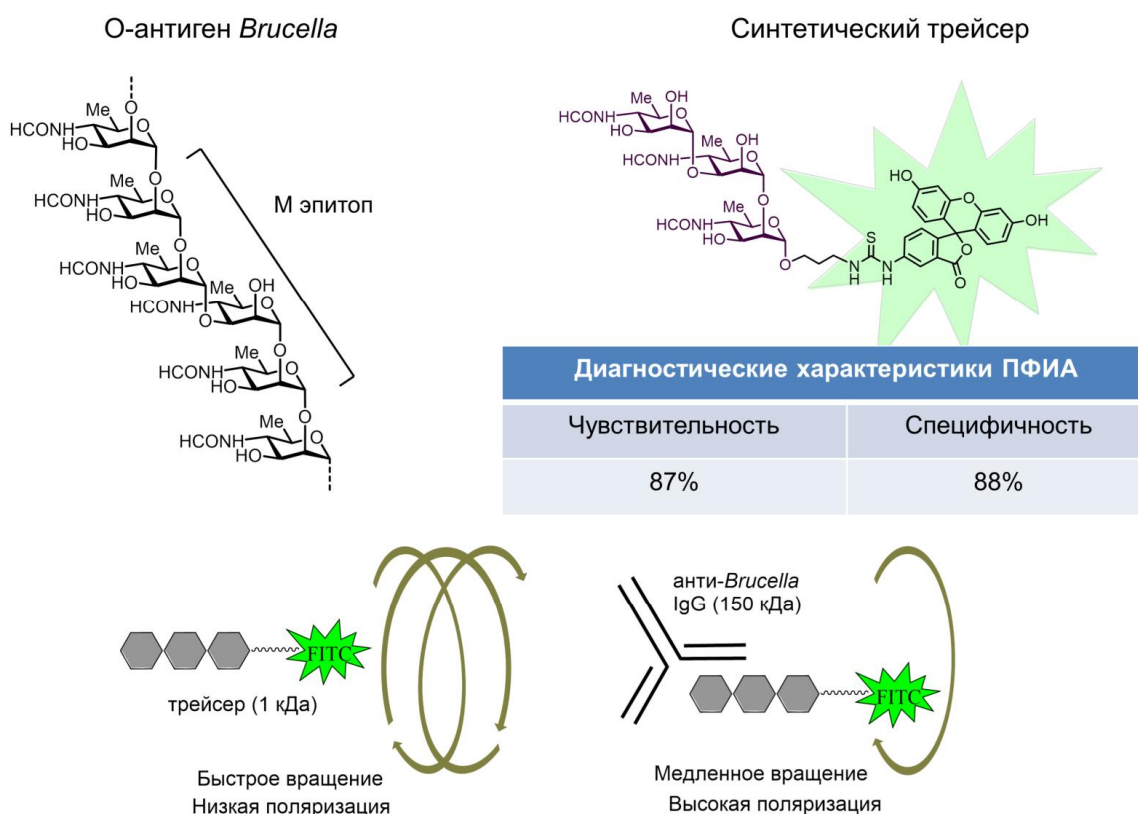 О-антиген Brucella
Синтетический трейсер
O
Me
O
HCONH
HO
O
Me
O
HCONH
HO
O
Me
O
HCONH
HO
O
Me
OH
O
HCONH
O
O
Me
O
HCONH
HO
O
Me
O
HCONH
HO
O
М эпитоп
Me
OH
O
HCONH
HO
Me
OH
O
HCONH
O
O
Me
O
HCONH
HO
O
N
H
S
N
H
HO
O
OH
O
O
Диагностические характеристики ПФИА
Чувствительность
Специфичность
87%
88%
FITC
трейсер (1 кДа)
Быстрое вращение
Низкая поляризация
анти-Brucella
IgG (150 кДа)
FITC
Медленное вращение
Высокая поляризация